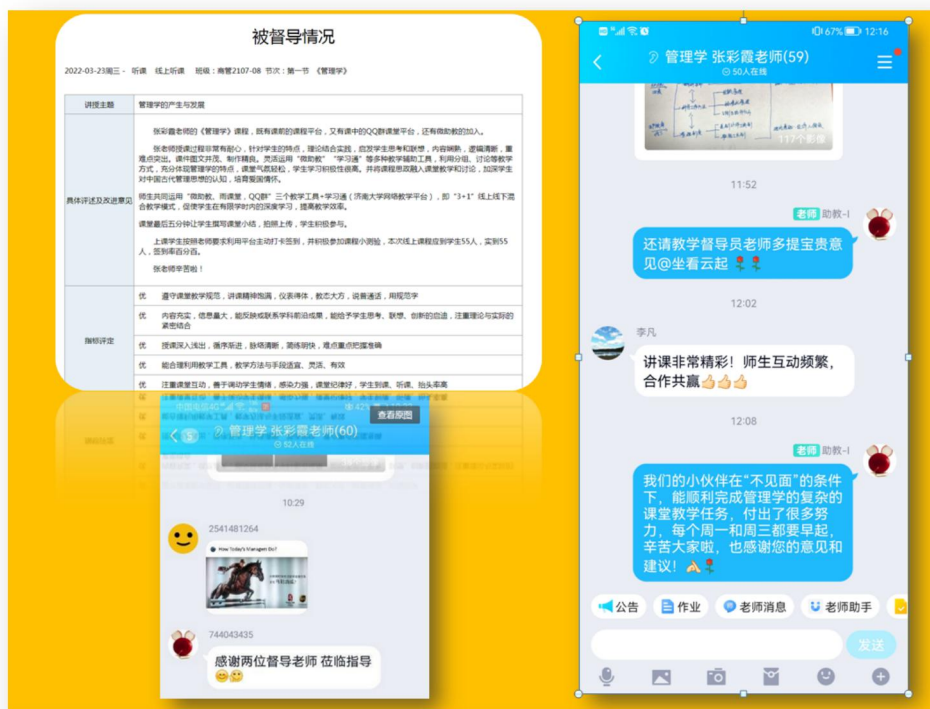 被督导情况
2022-03-23周三 - 听课 线上听课 班级：商管2107-08 节次：第一节 《管理学》
讲授主题
管理学的产生与发展
具体评述及改进意见
张彩霞老师的《管理学》课程，既有课前的课程平台，又有课中的QQ群课堂平台，还有微助教的加入。
张老师授课过程非常有耐心，针对学生的特点，理论结合实践，启发学生思考和联想，内容娴熟，逻辑清晰，重
难点突出。课件图文并茂、制作精良。灵活运用“微助教”“学习通”等多种教学辅助工具，利用分组、讨论等教学
方式，充分体现管理学的特点，课堂气氛轻松，学生学习积极性很高。并将课程思政融入课堂教学和讨论，加深学生
对中国古代管理思想的认知，培育爱国情怀。
师生共同运用“微助教、雨课堂，QQ群”三个教学工具+学习通（济南大学网络教学平台），即“3+1”线上线下混
合教学模式，促使学生在有限学时内的深度学习，提高教学效率。
课堂最后五分钟让学生撰写课堂小结，拍照上传，学生积极参与。
上课学生按照老师要求利用平台主动打卡签到，并积极参加课程小测验，本次线上课程应到学生55人，实到55
人，签到率百分百。
张老师辛苦啦！
指标评定
优 遵守课堂教学规范，讲课精神饱满，仪表得体，教态大方，说普通话，用规范字
优 内容充实，信息量大，能反映或联系学科前沿成果，能给予学生思考、联想、创新的启迪，注重理论与实际的
紧密结合
优 授课深入浅出，循序渐进，脉络清晰，简练明快，难点重点把握准确
优 能合理利用教学工具，教学方法与手段适宜、灵活、有效
优 注重课堂互动，善于调动学生情绪，感染力强，课堂纪律好，学生到课、听课、抬头率高
查看原图
管理学 张彩霞老师(60)
52人在线
10:29
2541481264
How Today's Managers Do?
744043435
感谢两位督导老师 莅临指导
67% 12:16
管理学 张彩霞老师(59)
50人在线
117个影像
11:52
老师 助教-I
还请教学督导员老师多提宝贵意
见@坐看云起
12:02
李凡
讲课非常精彩！师生互动频繁，
合作共赢
12:08
老师 助教-I
我们的小伙伴在“不见面”的条件
下，能顺利完成管理学的复杂的
课堂教学任务，付出了很多努
力，每个周一和周三都要早起，
辛苦大家啦，也感谢您的意见和
建议！
公告 作业 老师消息 老师助手
发送